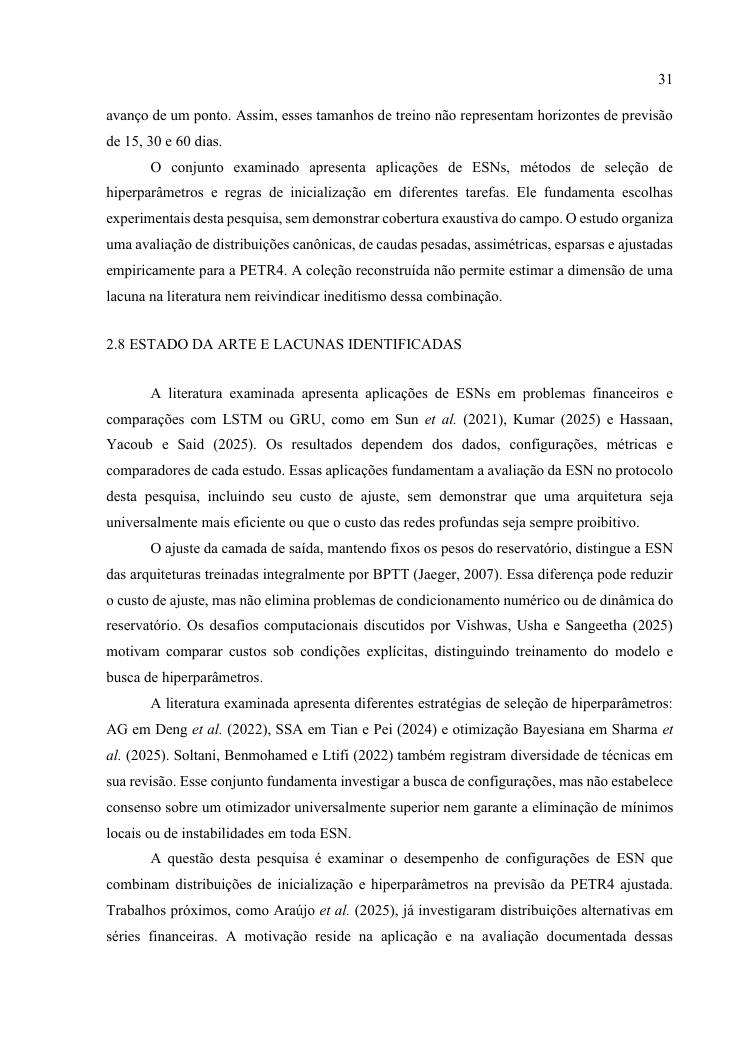 31
avanço de um ponto. Assim, esses tamanhos de treino não representam horizontes de previsão
de 15, 30 e 60 dias.
O conjunto examinado apresenta aplicações de ESNs, métodos de seleção de
hiperparâmetros e regras de inicialização em diferentes tarefas. Ele fundamenta escolhas
experimentais desta pesquisa, sem demonstrar cobertura exaustiva do campo. O estudo organiza
uma avaliação de distribuições canônicas, de caudas pesadas, assimétricas, esparsas e ajustadas
empiricamente para a PETR4. A coleção reconstruída não permite estimar a dimensão de uma
lacuna na literatura nem reivindicar ineditismo dessa combinação.
2.8 ESTADO DA ARTE E LACUNAS IDENTIFICADAS
A literatura examinada apresenta aplicações de ESNs em problemas financeiros e
comparações com LSTM ou GRU, como em Sun et al. (2021), Kumar (2025) e Hassaan,
Yacoub e Said (2025). Os resultados dependem dos dados, configurações, métricas e
comparadores de cada estudo. Essas aplicações fundamentam a avaliação da ESN no protocolo
desta pesquisa, incluindo seu custo de ajuste, sem demonstrar que uma arquitetura seja
universalmente mais eficiente ou que o custo das redes profundas seja sempre proibitivo.
O ajuste da camada de saída, mantendo fixos os pesos do reservatório, distingue a ESN
das arquiteturas treinadas integralmente por BPTT (Jaeger, 2007). Essa diferença pode reduzir
o custo de ajuste, mas não elimina problemas de condicionamento numérico ou de dinâmica do
reservatório. Os desafios computacionais discutidos por Vishwas, Usha e Sangeetha (2025)
motivam comparar custos sob condições explícitas, distinguindo treinamento do modelo e
busca de hiperparâmetros.
A literatura examinada apresenta diferentes estratégias de seleção de hiperparâmetros:
AG em Deng et al. (2022), SSA em Tian e Pei (2024) e otimização Bayesiana em Sharma et
al. (2025). Soltani, Benmohamed e Ltifi (2022) também registram diversidade de técnicas em
sua revisão. Esse conjunto fundamenta investigar a busca de configurações, mas não estabelece
consenso sobre um otimizador universalmente superior nem garante a eliminação de mínimos
locais ou de instabilidades em toda ESN.
A questão desta pesquisa é examinar o desempenho de configurações de ESN que
combinam distribuições de inicialização e hiperparâmetros na previsão da PETR4 ajustada.
Trabalhos próximos, como Araújo et al. (2025), já investigaram distribuições alternativas em
séries financeiras. A motivação reside na aplicação e na avaliação documentada dessas